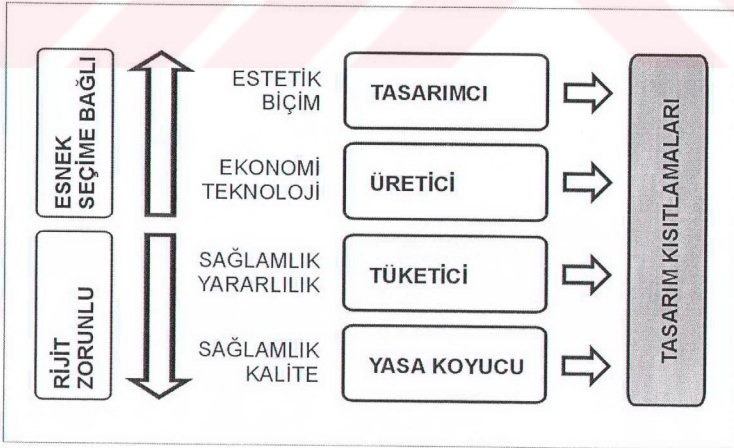 ESNEK
SEÇİME BAĞLI
RİJİT
ZORUNLU
ESTETİK
BİÇİM
TASARIMCI
EKONOMİ
TEKNOLOJİ
ÜRETİCİ
SAĞLAMLIK
YARARLILIK
TÜKETİCİ
SAĞLAMLIK
KALİTE
YASA KOYUCU
TASARIM KISITLAMALARI